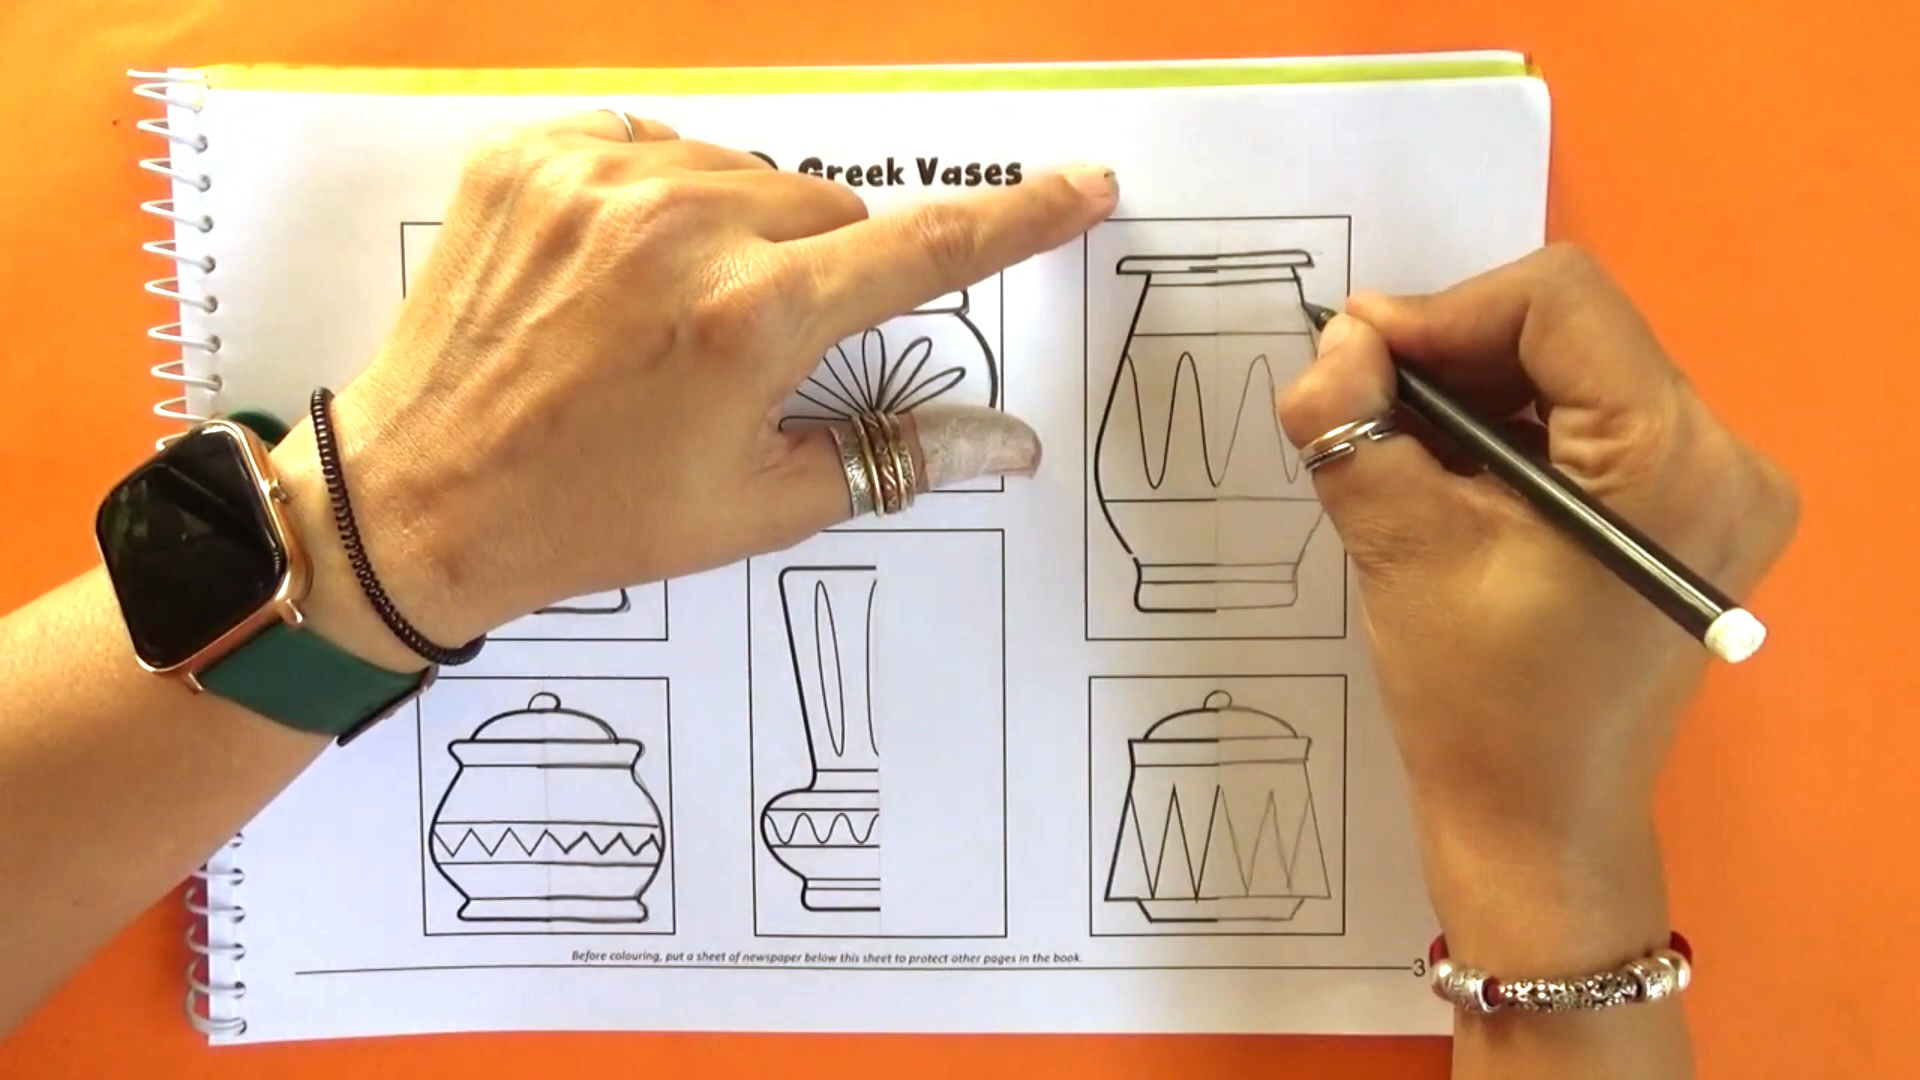 Greek Vases
Before colouring, put a sheet of newspaper below this sheet to protect other pages in the book.
3